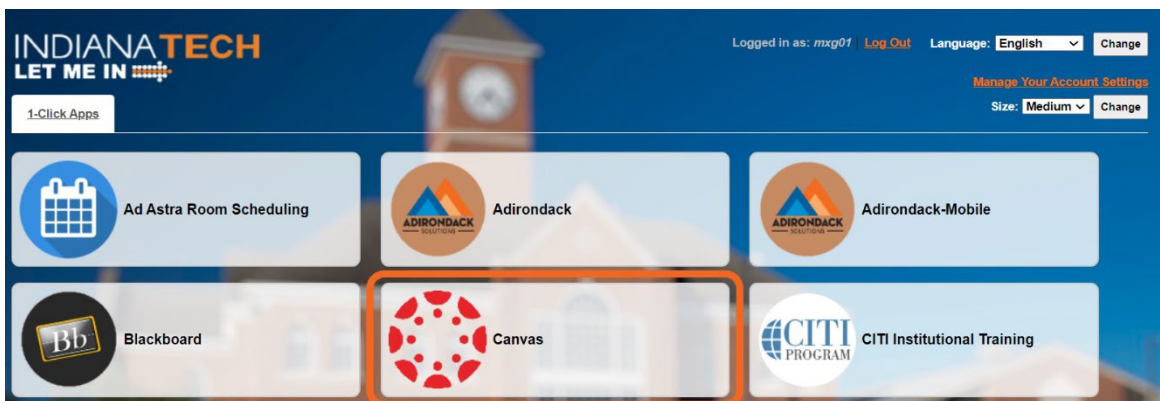 INDIANA TECH
LET ME IN
Logged in as: mxg01 | Log Out Language: English Change
Manage Your Account Settings
1-Click Apps
Size: Medium Change
Ad Astra Room Scheduling
ADIRONDACK
SOLUTIONS
Adirondack
ADIRONDACK
SOLUTIONS
Adirondack-Mobile
Bb
Blackboard
Canvas
CITI
PROGRAM
CITI Institutional Training